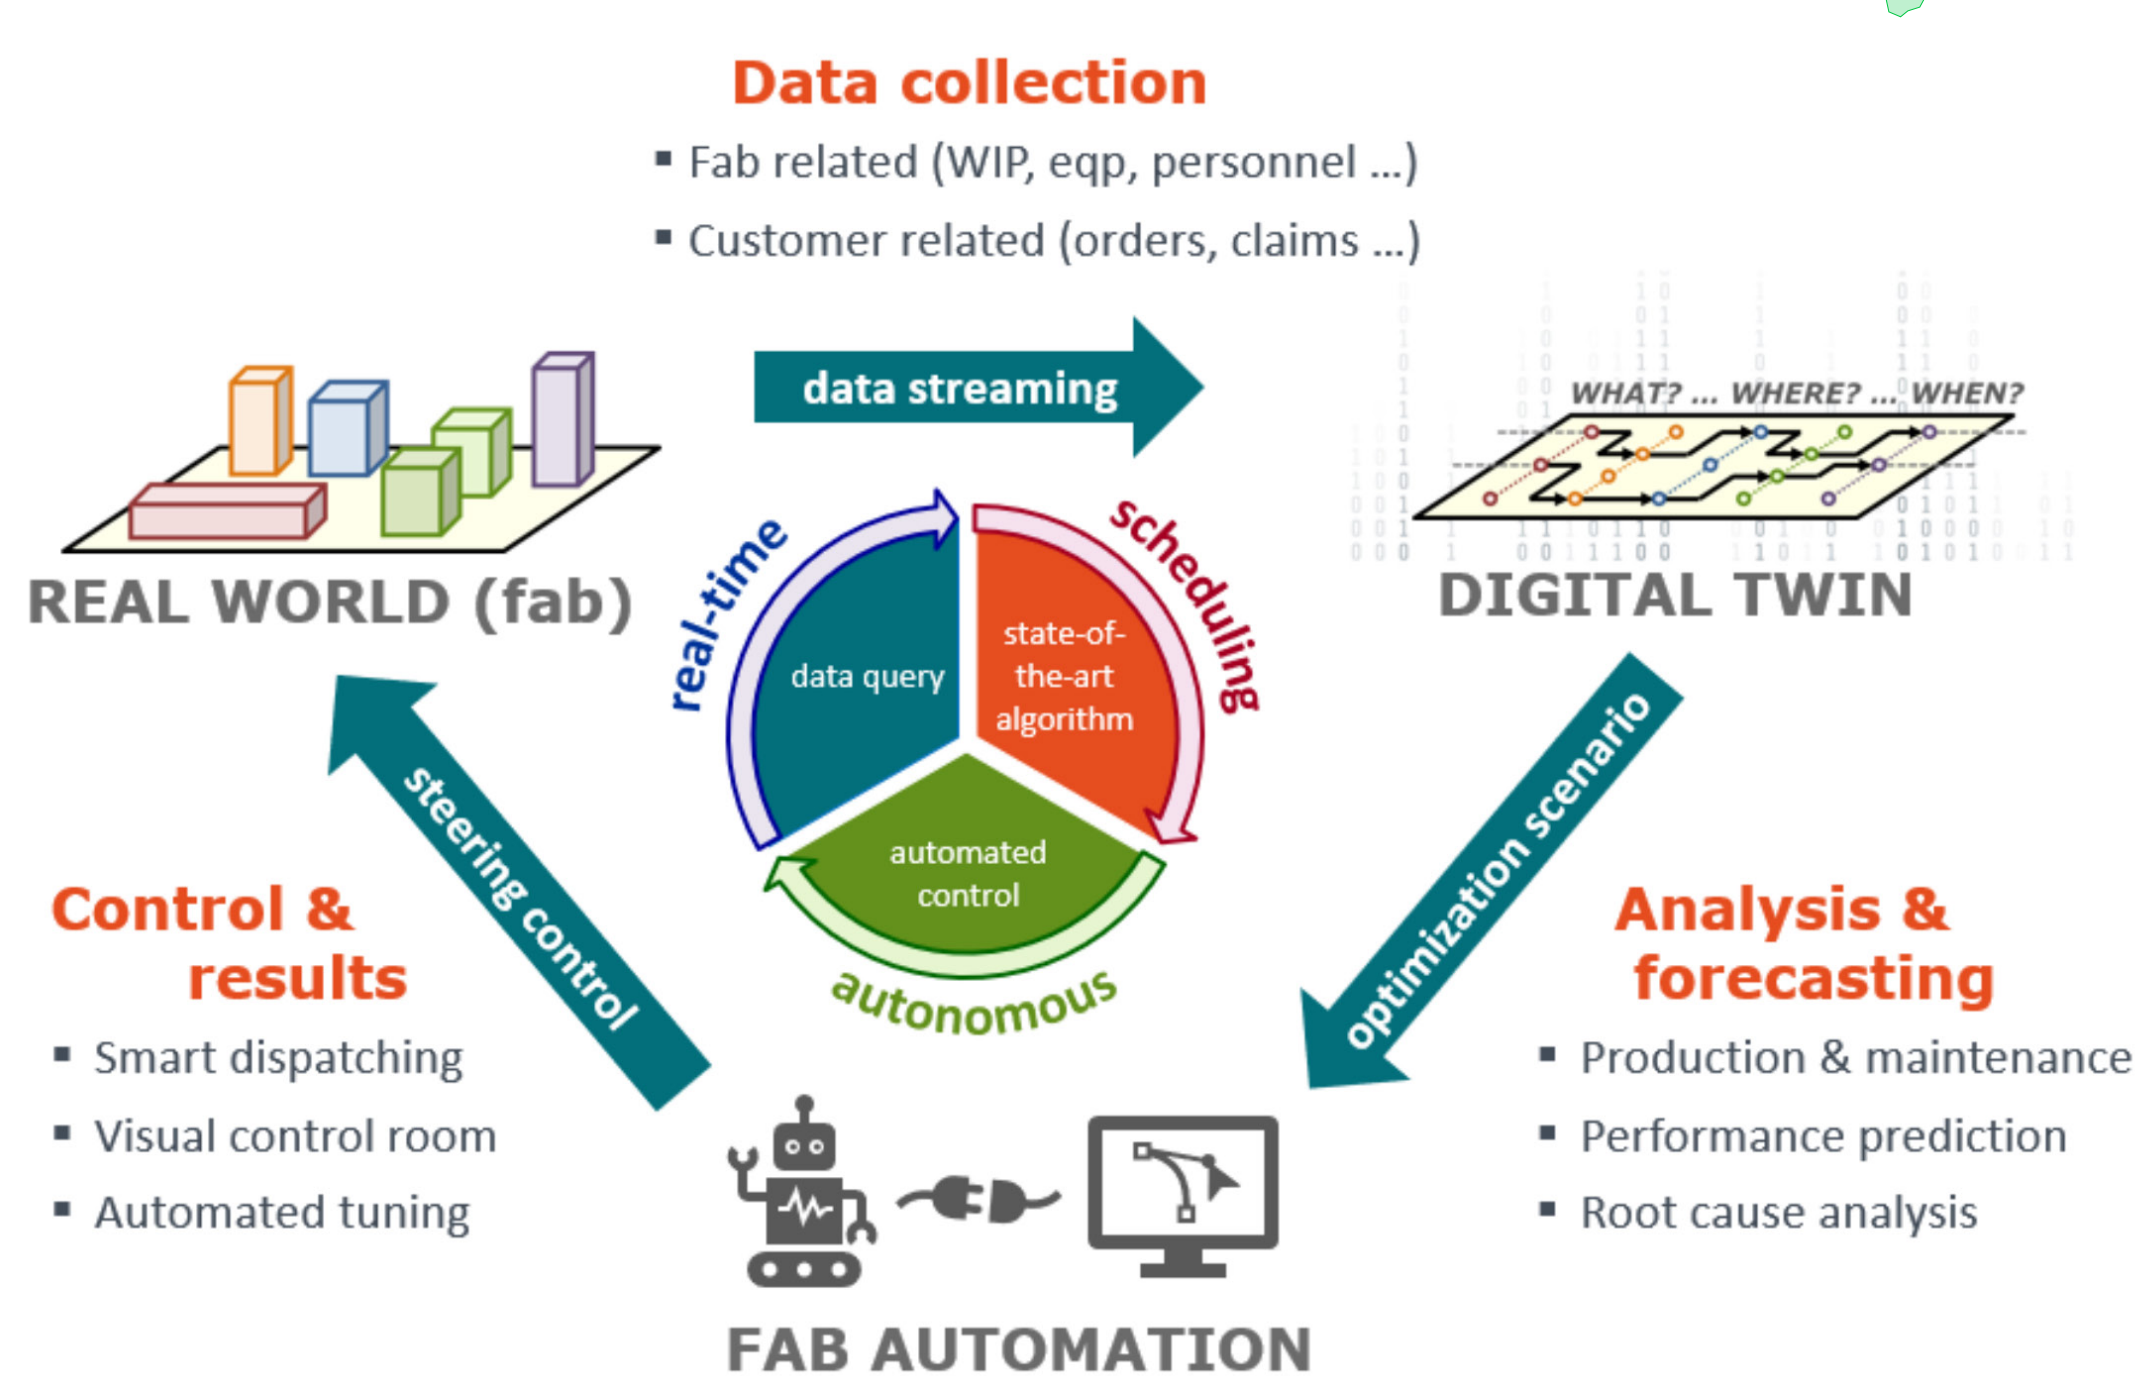 Data collection
▪ Fab related (WIP, eqp, personnel ...)
▪ Customer related (orders, claims ...)
data streaming
WHAT? ... WHERE? ... WHEN?
REAL WORLD (fab)
DIGITAL TWIN
real-time
scheduling
data query
state-of-
the-art
algorithm
automated
control
autonomous
steering control
optimization scenario
Control &
results
▪ Smart dispatching
▪ Visual control room
▪ Automated tuning
Analysis &
forecasting
▪ Production & maintenance
▪ Performance prediction
▪ Root cause analysis
FAB AUTOMATION